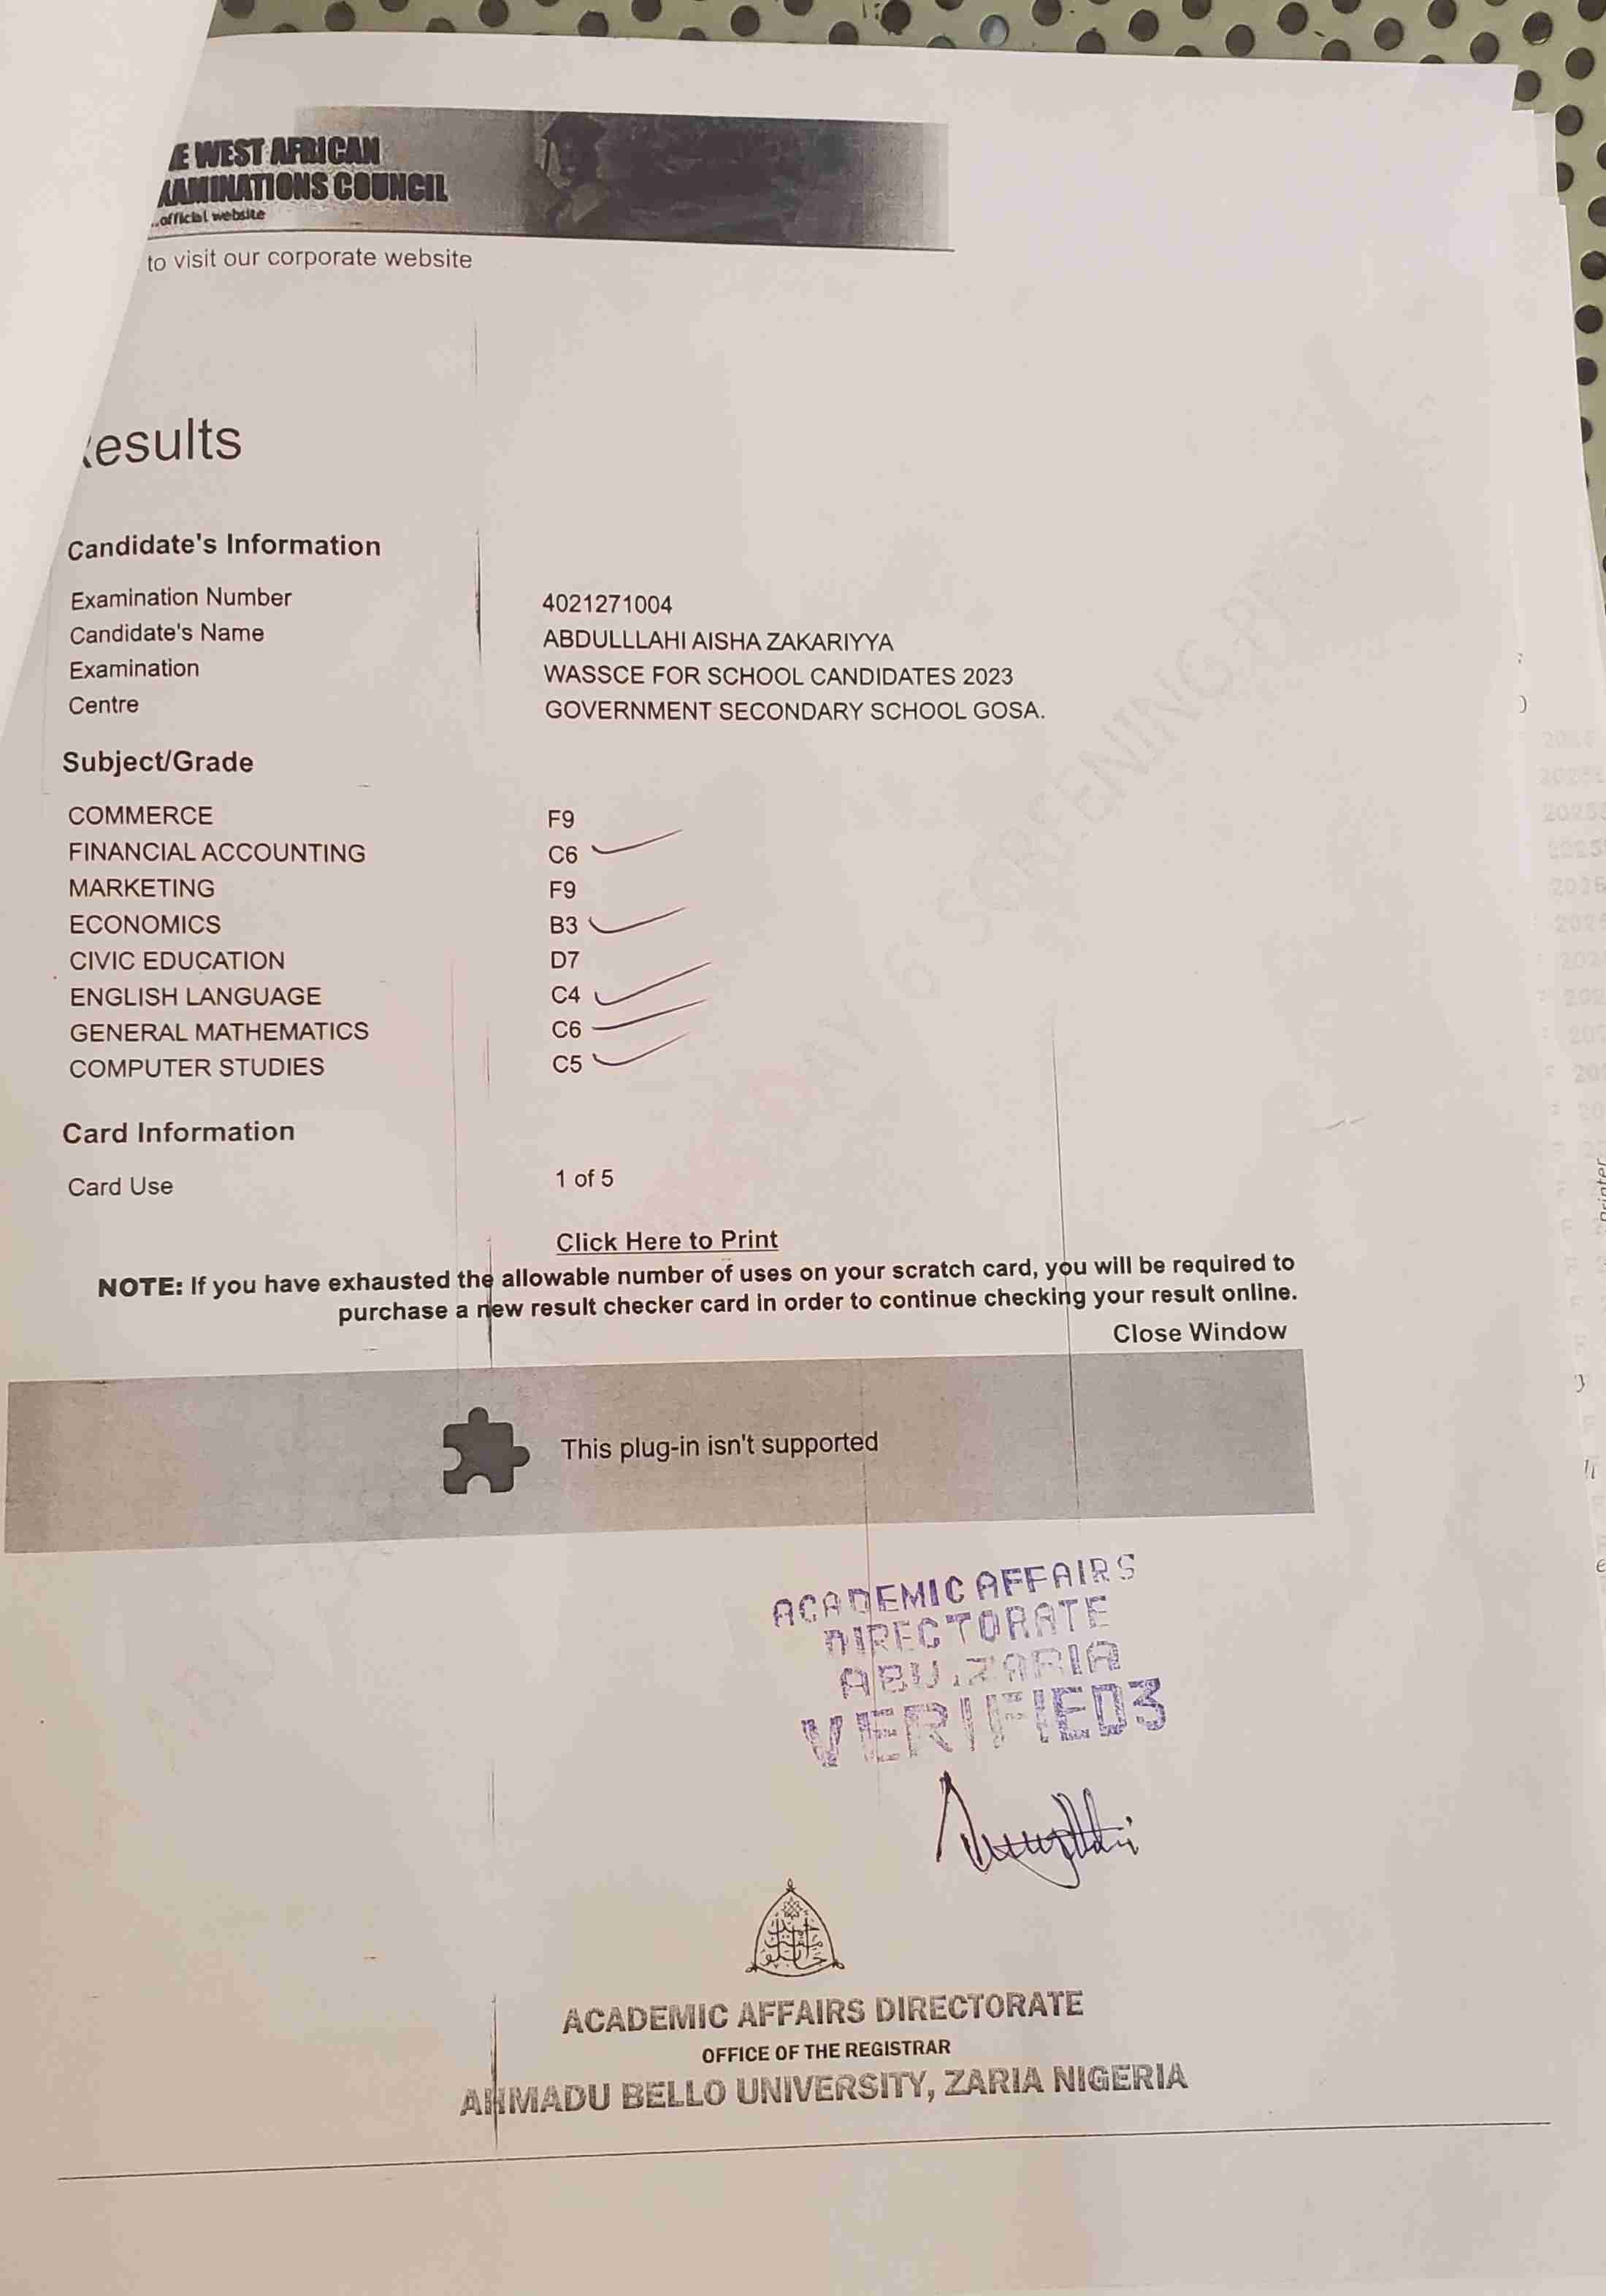 E WEST AFRICAN
AMINATIONS COUNCIL
...official website
to visit our corporate website
esults
Candidate's Information
Examination Number 4021271004
Candidate's Name ABDULLLAHI AISHA ZAKARIYYA
Examination WASSCE FOR SCHOOL CANDIDATES 2023
Centre GOVERNMENT SECONDARY SCHOOL GOSA.
Subject/Grade
COMMERCE F9
FINANCIAL ACCOUNTING C6
MARKETING F9
ECONOMICS B3
CIVIC EDUCATION D7
ENGLISH LANGUAGE C4
GENERAL MATHEMATICS C6
COMPUTER STUDIES C5
Card Information
Card Use 1 of 5
Click Here to Print
NOTE: If you have exhausted the allowable number of uses on your scratch card, you will be required to
purchase a new result checker card in order to continue checking your result online.
Close Window
This plug-in isn't supported
ACADEMIC AFFAIRS
DIRECTORATE
ABU.ZARIA
VERIFIED3
ACADEMIC AFFAIRS DIRECTORATE
OFFICE OF THE REGISTRAR
AHMADU BELLO UNIVERSITY, ZARIA NIGERIA